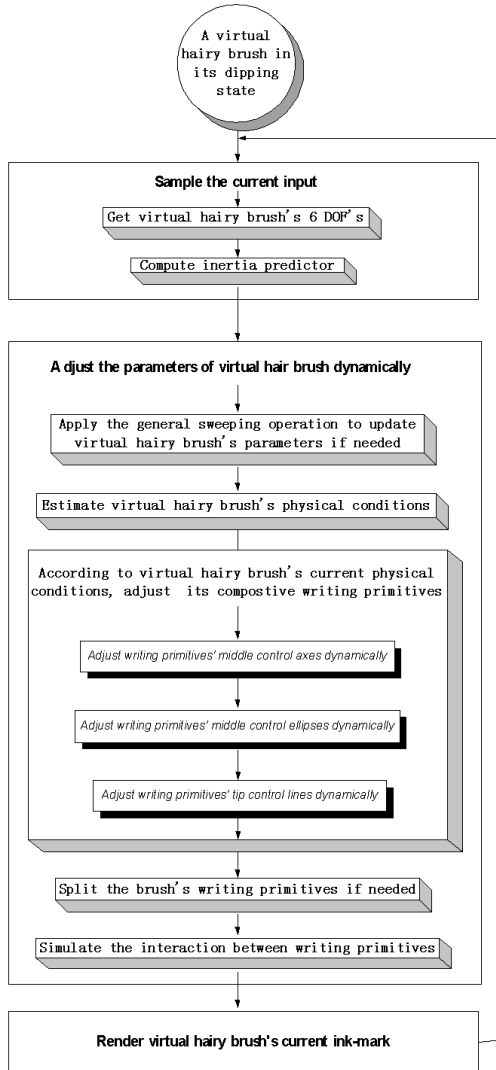 A virtual
hairy brush in
its dipping
state
Sample the current input
Get virtual hairy brush's 6 DOF's
Compute inertia predictor
A djust the parameters of virtual hair brush dynamically
Apply the general sweeping operation to update
virtual hairy brush's parameters if needed
Estimate virtual hairy brush's physical conditions
According to virtual hairy brush's current physical
conditions, adjust its compostive writing primitives
Adjust writing primitives' middle control axes dynamically
Adjust writing primitives' middle control ellipses dynamically
Adjust writing primitives' tip control lines dynamically
Split the brush's writing primitives if needed
Simulate the interaction between writing primitives
Render virtual hairy brush's current ink-mark